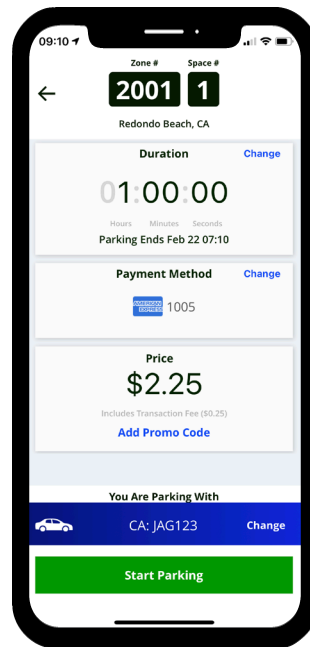 09:10
Zone # Space #
2001 1
Redondo Beach, CA
Duration Change
01:00:00
Hours Minutes Seconds
Parking Ends Feb 22 07:10
Payment Method Change
AMERICAN EXPRESS 1005
Price
$2.25
Includes Transaction Fee ($0.25)
Add Promo Code
You Are Parking With
CA: JAG123 Change
Start Parking